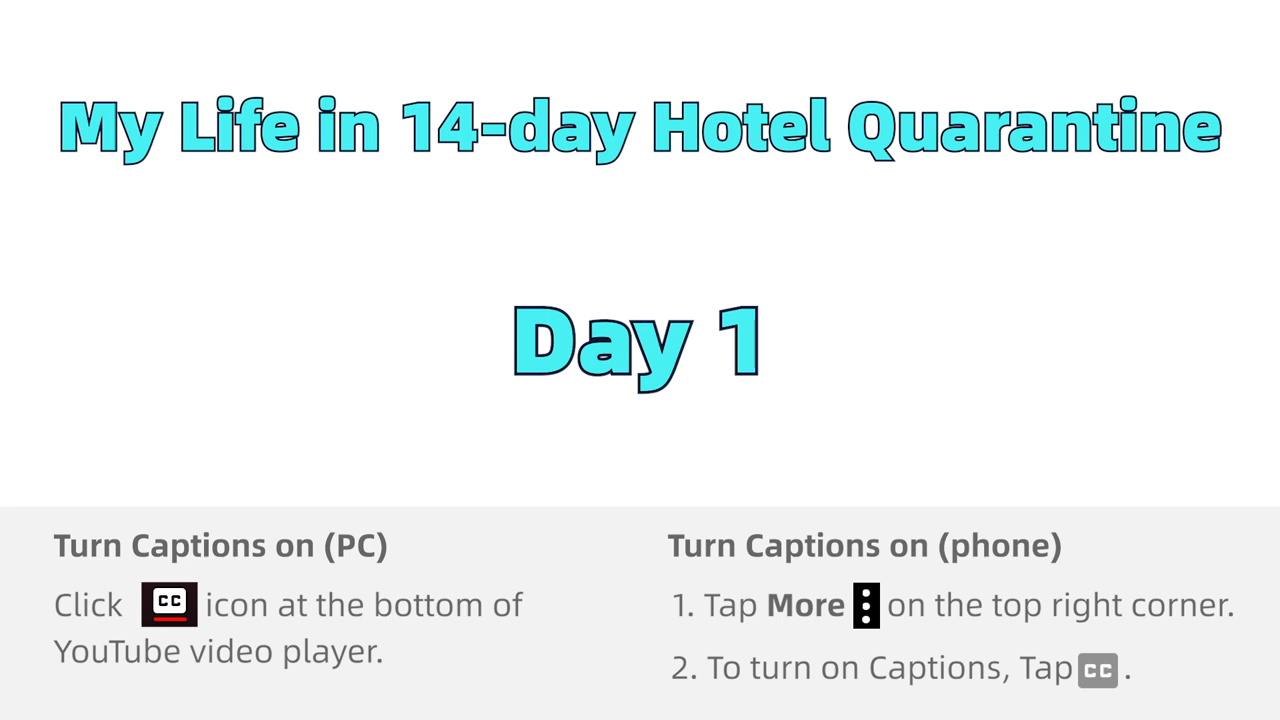 My Life in 14-day Hotel Quarantine
Day 1
Turn Captions on (PC)
Click CC icon at the bottom of
YouTube video player.
Turn Captions on (phone)
1. Tap More on the top right corner.
2. To turn on Captions, Tap CC .